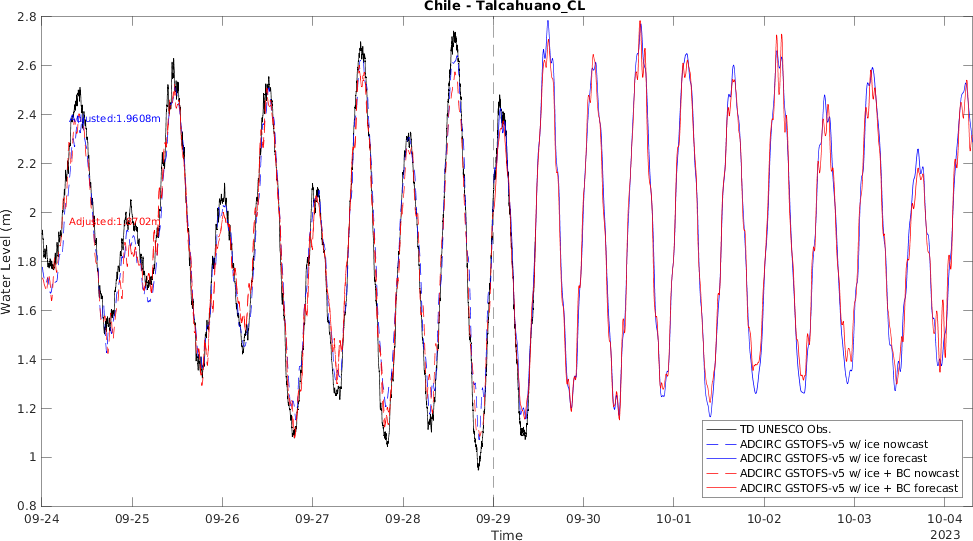 Chile - Talcahuano_CL
Water Level (m)
2.8
2.6
2.4
2.2
2
1.8
1.6
1.4
1.2
1
0.8
Adjusted:1.9608m
TD UNESCO Obs.
ADCIRC GSTOFS-v5 w/ ice nowcast
ADCIRC GSTOFS-v5 w/ ice forecast
ADCIRC GSTOFS-v5 w/ ice + BC nowcast
ADCIRC GSTOFS-v5 w/ ice + BC forecast
09-24
09-25
09-26
09-27
09-28
09-29
09-30
10-01
10-02
10-03
10-04
2023
Time